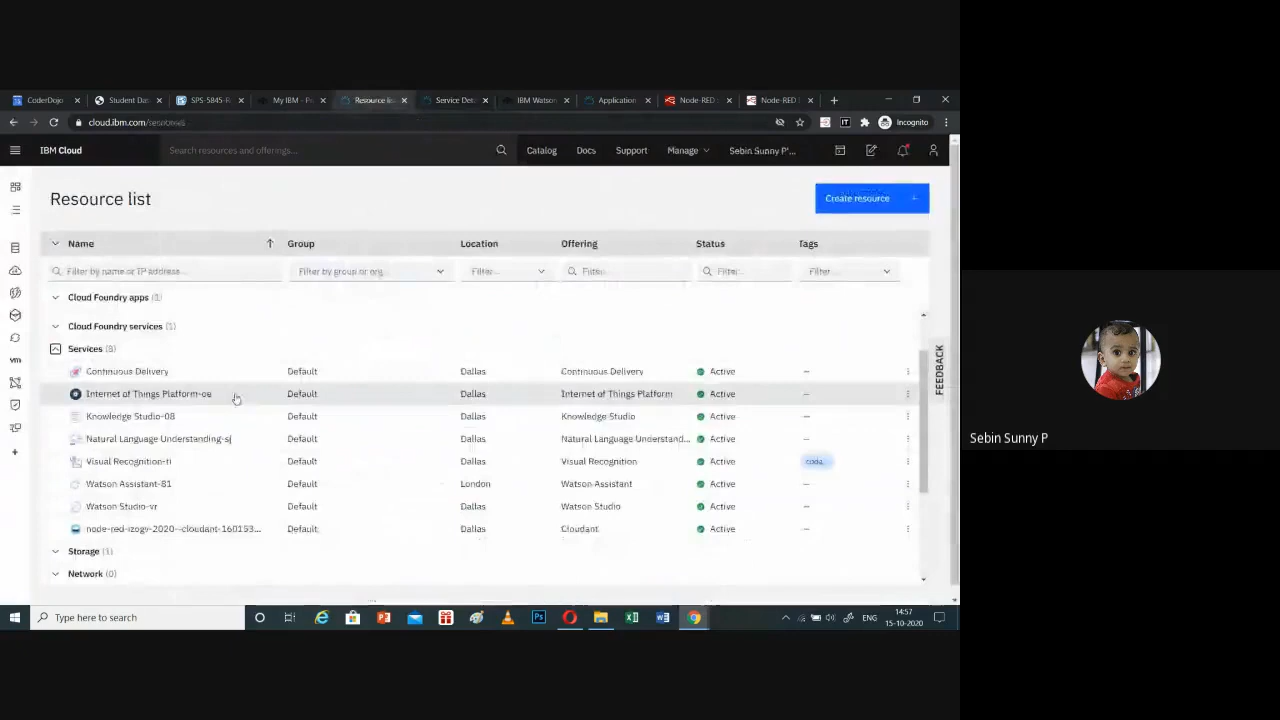 CoderDojo
Student Dat
SPS-5845-R
My IBM - P
Resource lis
Service Det
IBM Watso
Application
Node-RED
Node-RED
cloud.ibm.com/resources
Incognito
IBM Cloud
Search resources and offerings...
Catalog
Docs
Support
Manage
Sebin Sunny P'...
Resource list
Create resource +
Name
Group
Location
Offering
Status
Tags
Filter by name or IP address...
Filter by group or org...
Filter...
Filter...
Filter...
Filter...
Cloud Foundry apps (1)
Cloud Foundry services (1)
Services (8)
Continuous Delivery Default Dallas Continuous Delivery Active —
Internet of Things Platform-oe Default Dallas Internet of Things Platform Active —
Knowledge Studio-08 Default Dallas Knowledge Studio Active —
Natural Language Understanding-sj Default Dallas Natural Language Understand... Active —
Visual Recognition-fi Default Dallas Visual Recognition Active coda
Watson Assistant-81 Default London Watson Assistant Active —
Watson Studio-vr Default Dallas Watson Studio Active —
node-red-izogv-2020--cloudant-160153... Default Dallas Cloudant Active —
Storage (1)
Network (0)
FEEDBACK
Sebin Sunny P
Type here to search
ENG
14:57
15-10-2020